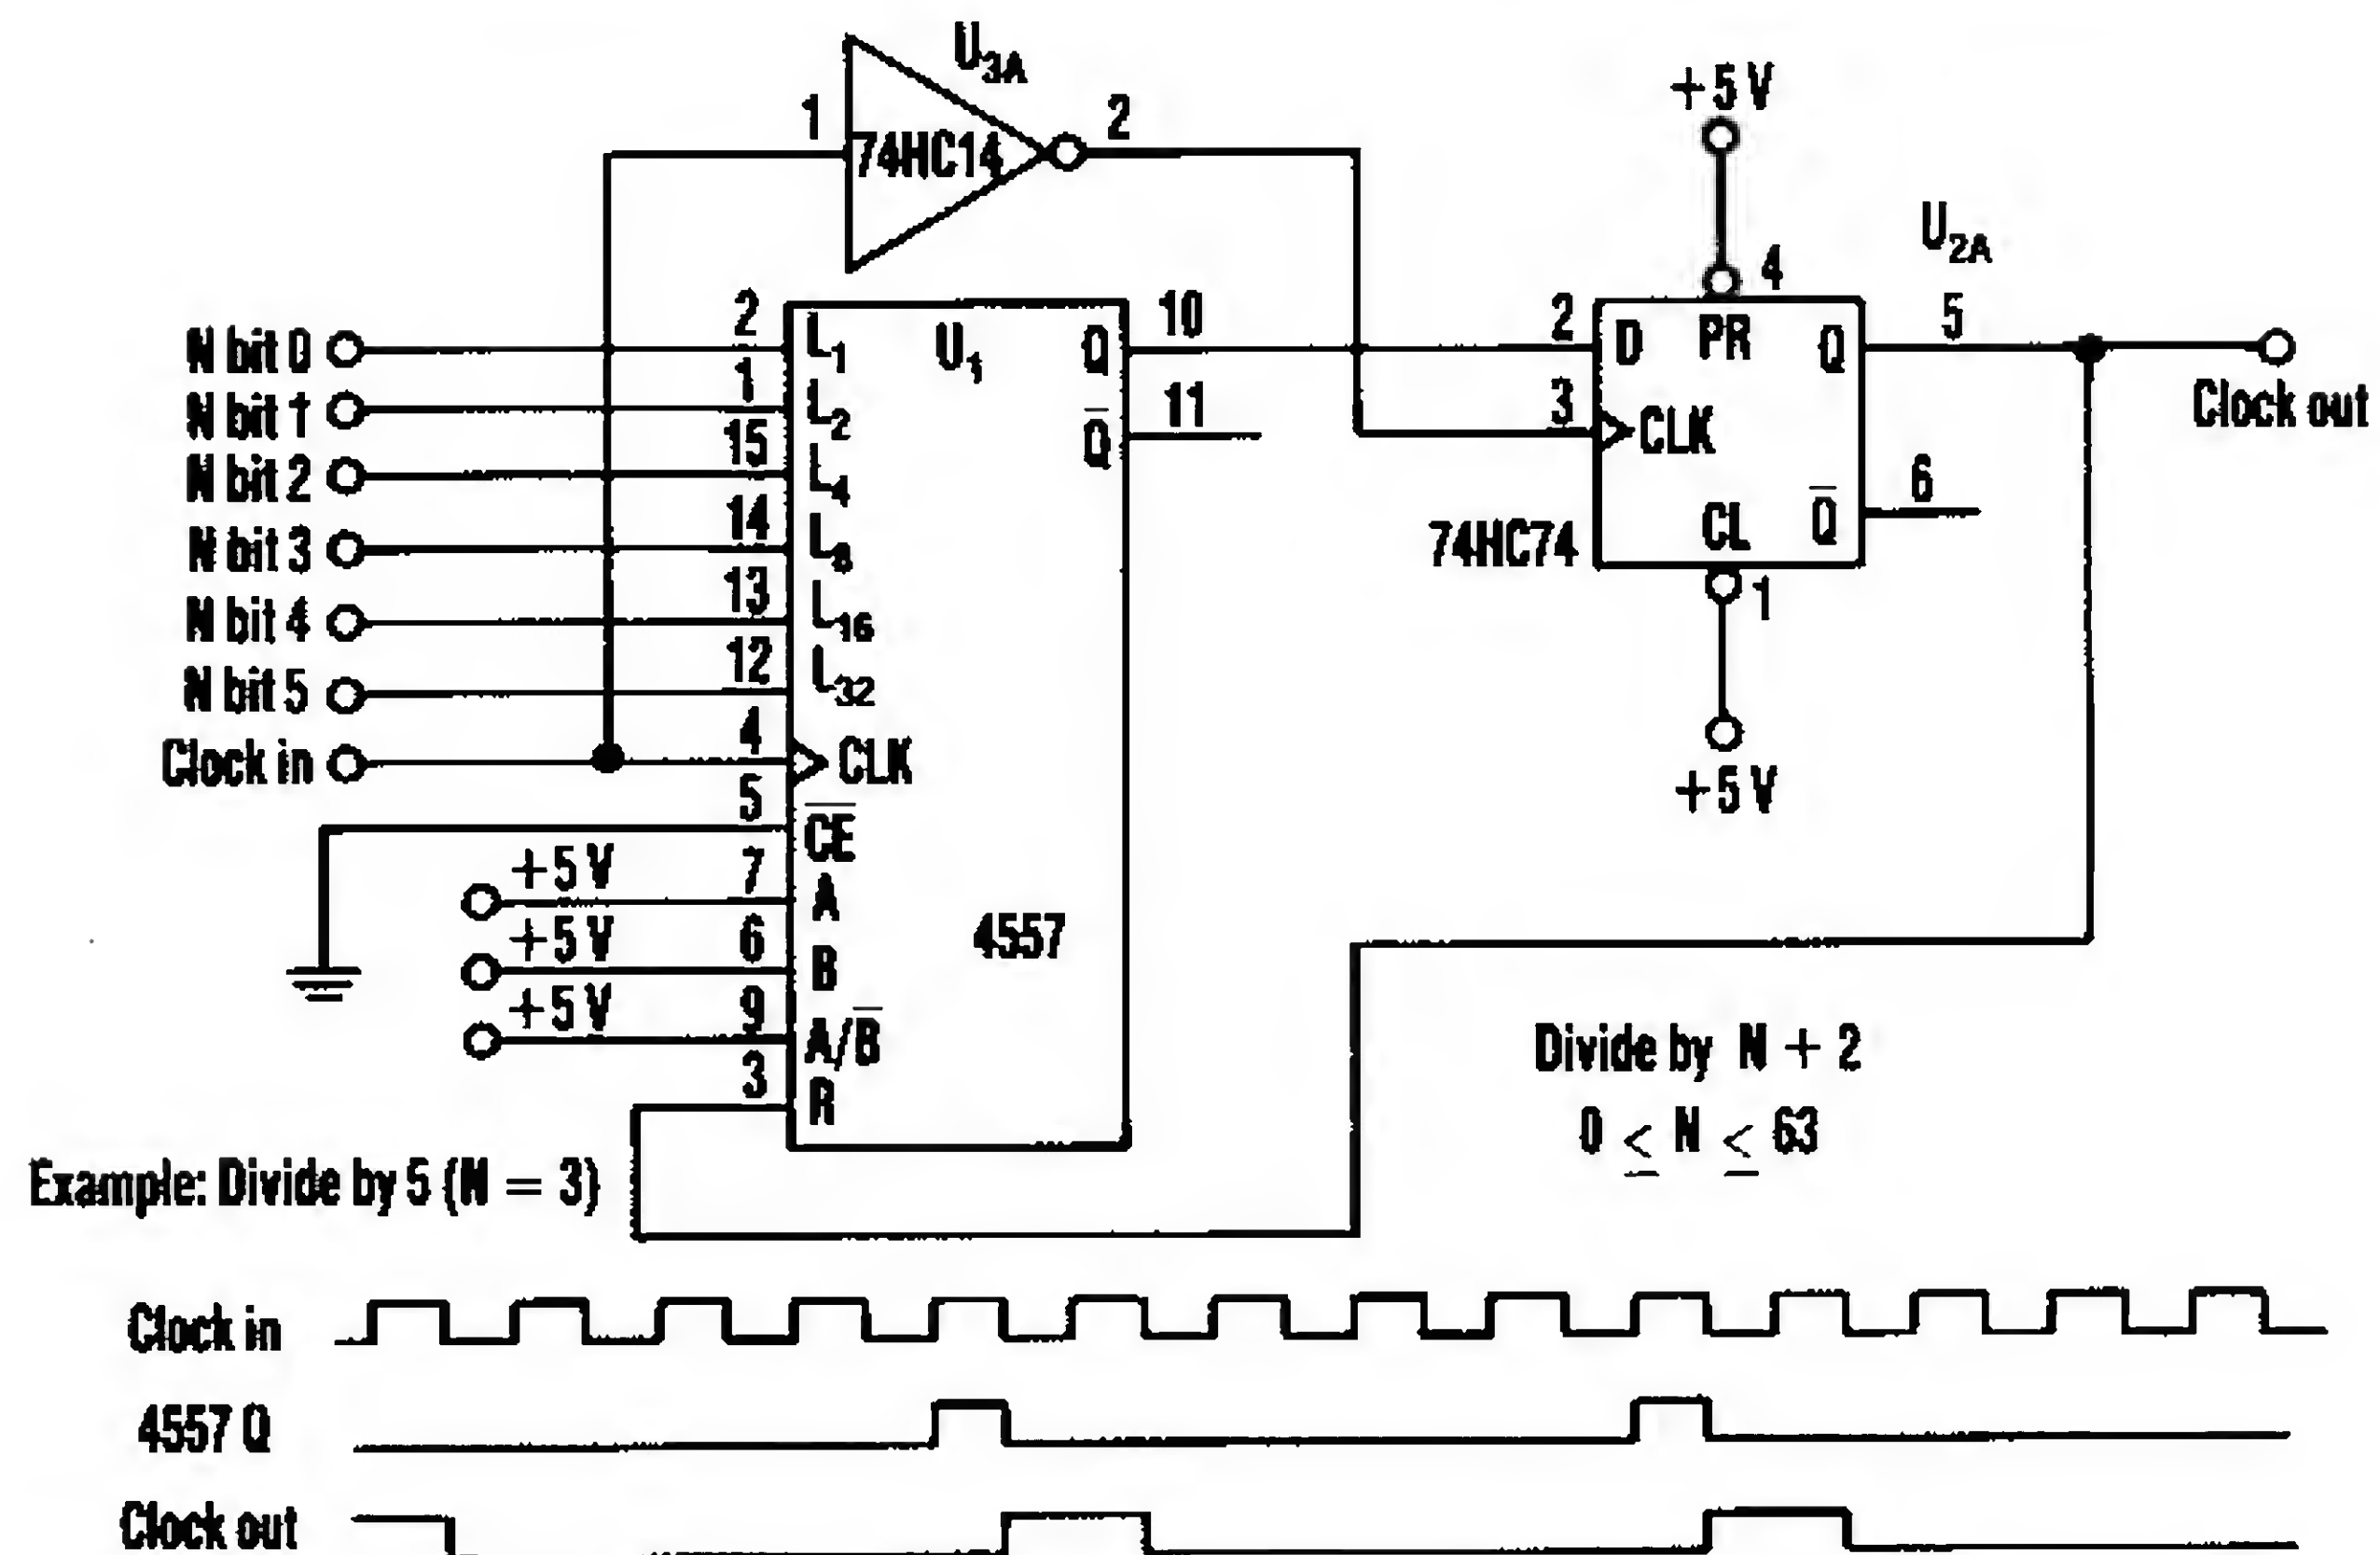 U3A
1
74HC14
2
+5 V
4
U2A
N bit 0
2
L1
U1
Q
10
2
D
PR
Q
5
Clock out
N bit 1
1
L2
Q̅
11
3
CLK
N bit 2
15
L4
N bit 3
14
L8
74HC74
CL
Q̅
6
N bit 4
13
L16
1
N bit 5
12
L32
Clock in
4
CLK
+5 V
5
C̅E̅
+5 V
7
A
+5 V
6
B
4557
+5 V
9
A/B̅
3
R
Divide by N + 2
0 ≤ N ≤ 63
Example: Divide by 5 (N = 3)
Clock in
4557 Q
Clock out